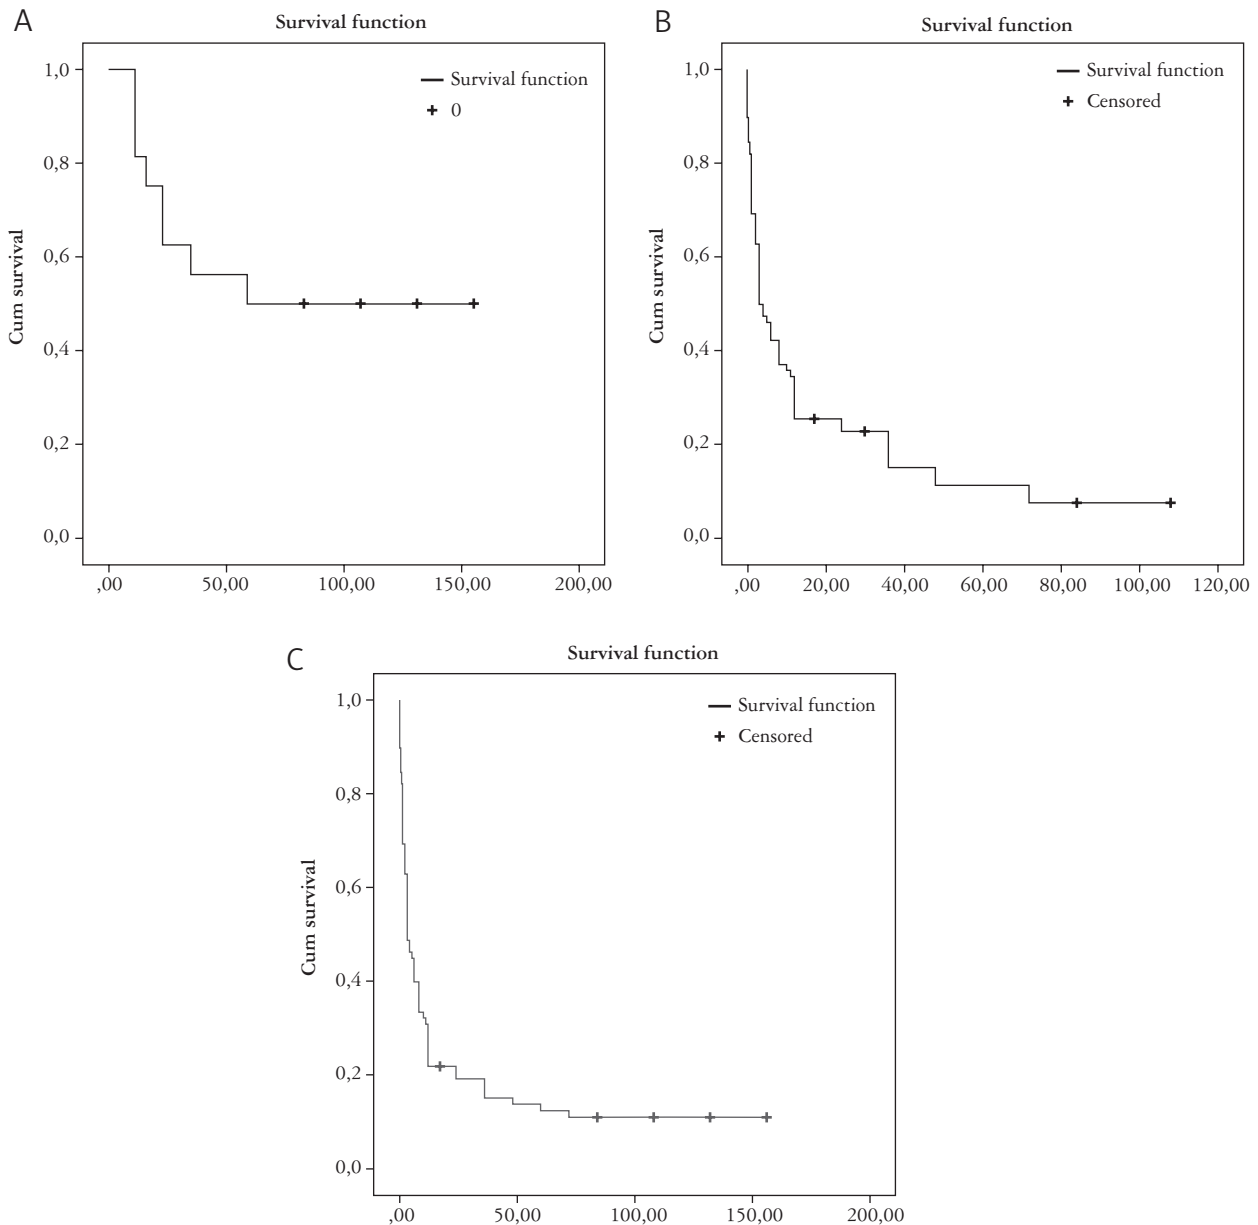 A
Survival function
1,0
0,8
0,6
0,4
0,2
0,0
Cum survival
Survival function
0
,00
50,00
100,00
150,00
200,00
B
Survival function
1,0
0,8
0,6
0,4
0,2
0,0
Cum survival
Survival function
Censored
,00
20,00
40,00
60,00
80,00
100,00
120,00
C
Survival function
1,0
0,8
0,6
0,4
0,2
0,0
Cum survival
Survival function
Censored
,00
50,00
100,00
150,00
200,00